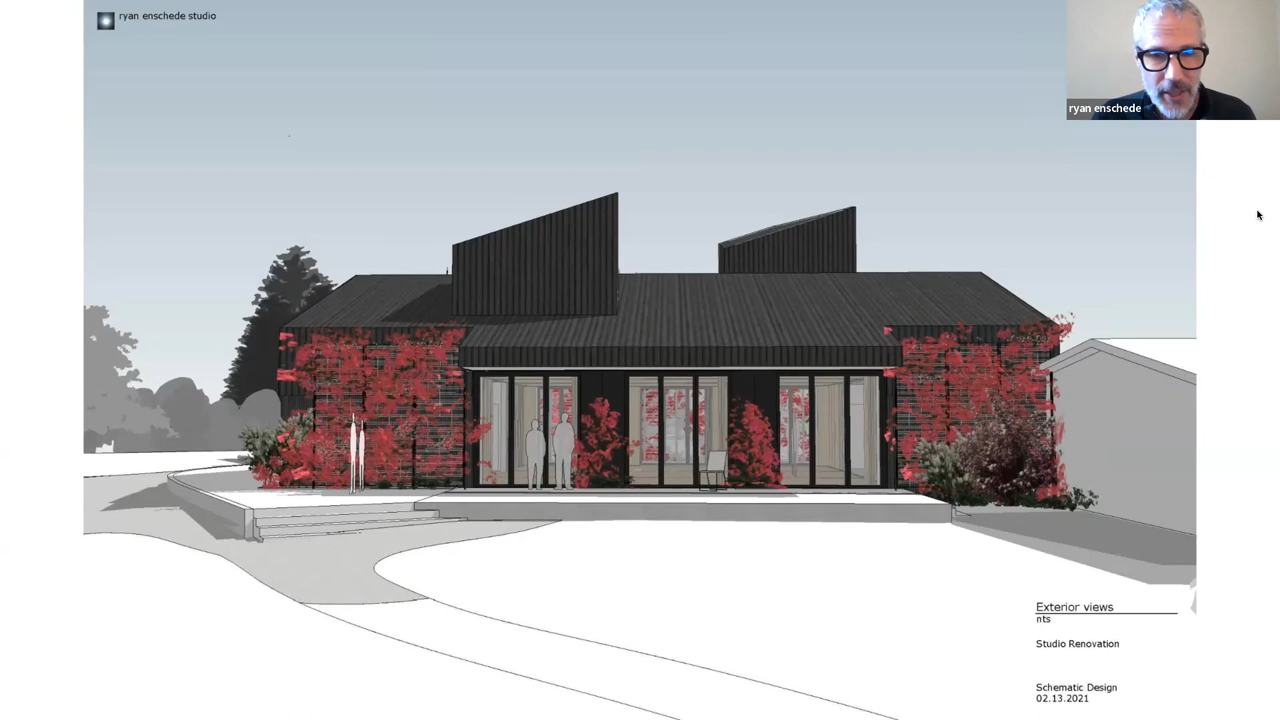 ryan enschede studio
ryan enschede
Exterior views
nts
Studio Renovation
Schematic Design
02.13.2021